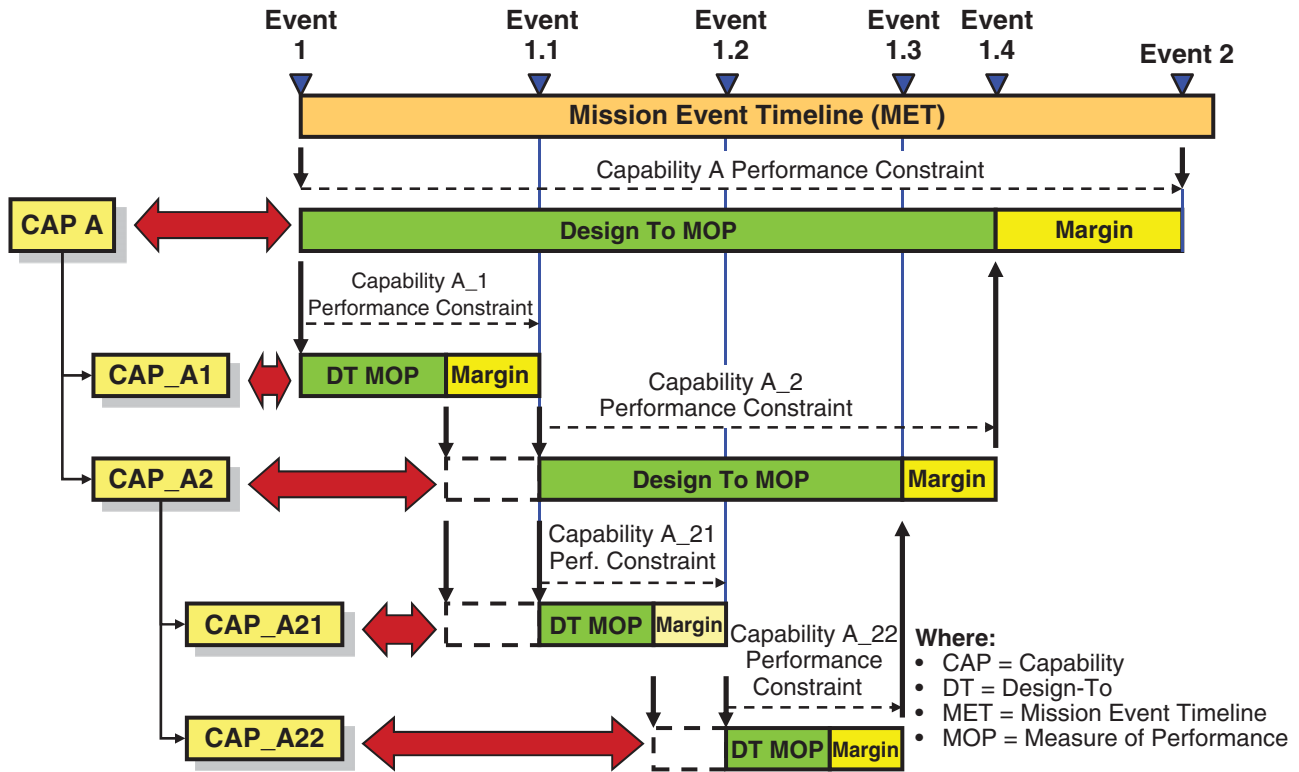 Event
1
Event
1.1
Event
1.2
Event
1.3
Event
1.4
Event 2
Mission Event Timeline (MET)
Capability A Performance Constraint
CAP A
Design To MOP
Margin
Capability A_1
Performance Constraint
CAP_A1
DT MOP
Margin
Capability A_2
Performance Constraint
CAP_A2
Design To MOP
Margin
Capability A_21
Perf. Constraint
CAP_A21
DT MOP
Margin
Capability A_22
Performance
Constraint
CAP_A22
DT MOP
Margin
Where:
• CAP = Capability
• DT = Design-To
• MET = Mission Event Timeline
• MOP = Measure of Performance